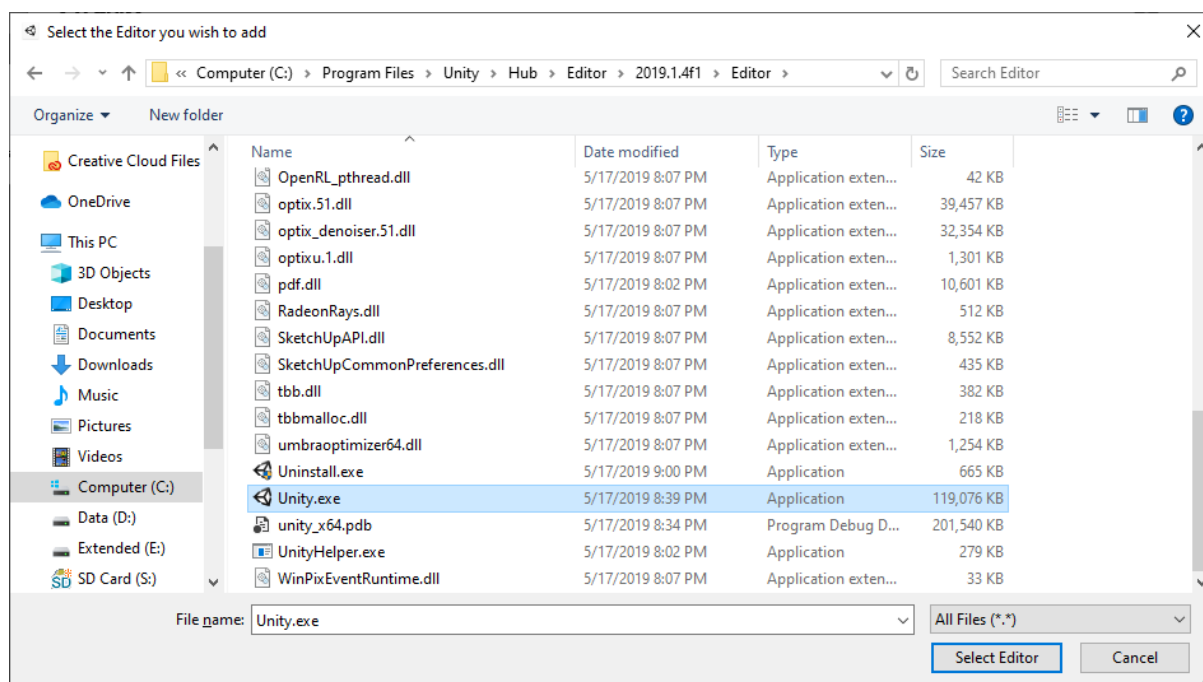 Select the Editor you wish to add
« Computer (C:) > Program Files > Unity > Hub > Editor > 2019.1.4f1 > Editor >
Search Editor
Organize New folder
Name Date modified Type Size
Creative Cloud Files
OneDrive
This PC
3D Objects
Desktop
Documents
Downloads
Music
Pictures
Videos
Computer (C:)
Data (D:)
Extended (E:)
SD Card (S:)
OpenRL_pthread.dll 5/17/2019 8:07 PM Application exten... 42 KB
optix.51.dll 5/17/2019 8:07 PM Application exten... 39,457 KB
optix_denoiser.51.dll 5/17/2019 8:07 PM Application exten... 32,354 KB
optixu.1.dll 5/17/2019 8:07 PM Application exten... 1,301 KB
pdf.dll 5/17/2019 8:02 PM Application exten... 10,601 KB
RadeonRays.dll 5/17/2019 8:07 PM Application exten... 512 KB
SketchUpAPI.dll 5/17/2019 8:07 PM Application exten... 8,552 KB
SketchUpCommonPreferences.dll 5/17/2019 8:07 PM Application exten... 435 KB
tbb.dll 5/17/2019 8:07 PM Application exten... 382 KB
tbbmalloc.dll 5/17/2019 8:07 PM Application exten... 218 KB
umbraoptimizer64.dll 5/17/2019 8:07 PM Application exten... 1,254 KB
Uninstall.exe 5/17/2019 9:00 PM Application 665 KB
Unity.exe 5/17/2019 8:39 PM Application 119,076 KB
unity_x64.pdb 5/17/2019 8:34 PM Program Debug D... 201,540 KB
UnityHelper.exe 5/17/2019 8:02 PM Application 279 KB
WinPixEventRuntime.dll 5/17/2019 8:07 PM Application exten... 33 KB
File name: Unity.exe All Files (*.*)
Select Editor Cancel